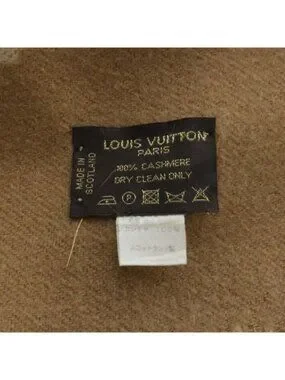 LOUIS VUITTON
PARIS
100% CASHMERE
DRY CLEAN ONLY
MADE IN
SCOTLAND
P